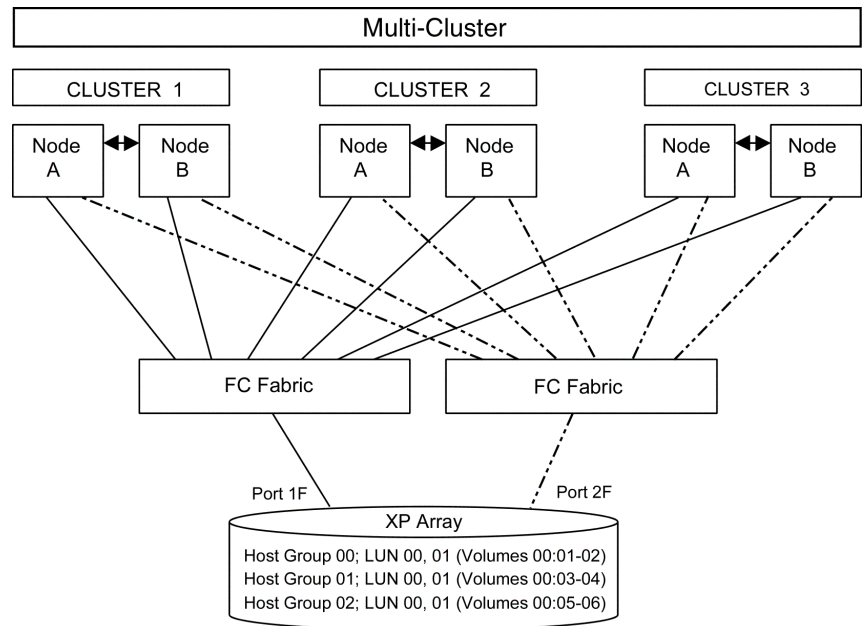 Multi-Cluster
CLUSTER 1
CLUSTER 2
CLUSTER 3
Node
A
Node
B
Node
A
Node
B
Node
A
Node
B
FC Fabric
FC Fabric
Port 1F
Port 2F
XP Array
Host Group 00; LUN 00, 01 (Volumes 00:01-02)
Host Group 01; LUN 00, 01 (Volumes 00:03-04)
Host Group 02; LUN 00, 01 (Volumes 00:05-06)